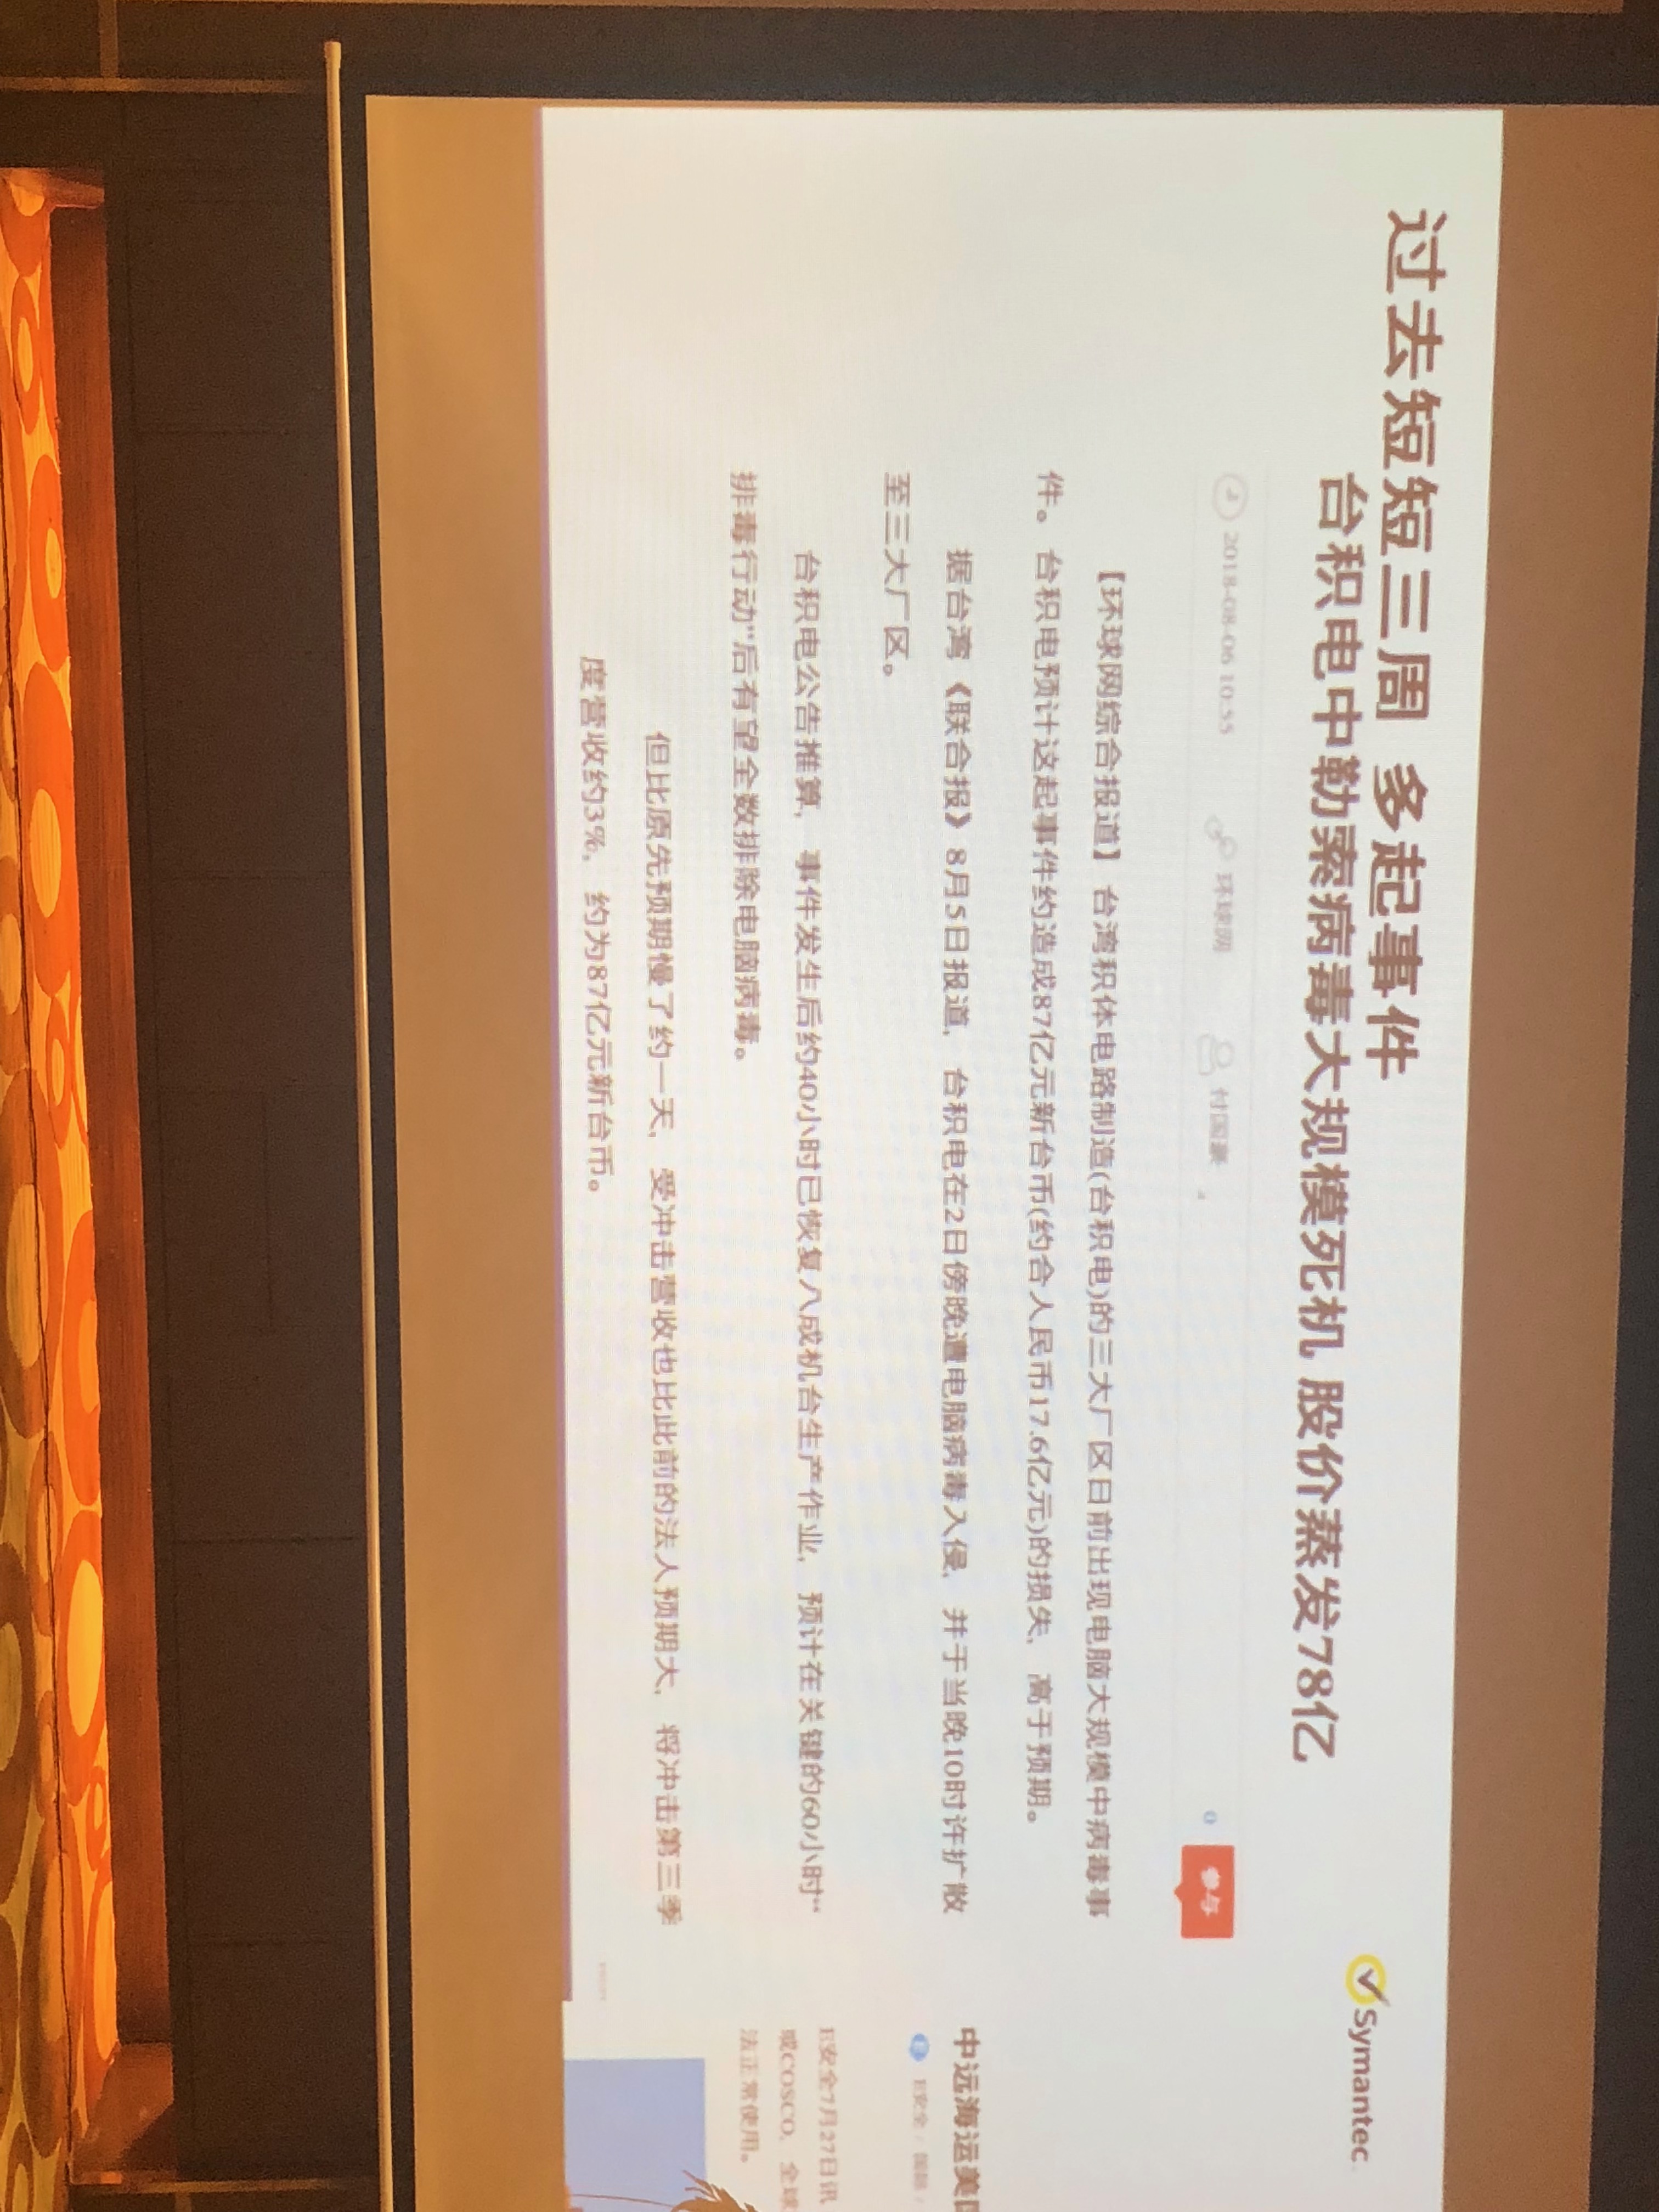 过去短短三周 多起事件
Symantec
台积电中勒索病毒大规模死机 股价蒸发78亿
2018-08-06 10:55 环球网 付国豪
0 参与
【环球网综合报道】台湾积体电路制造(台积电)的三大厂区日前出现电脑大规模中病毒事
件。台积电预计这起事件约造成87亿元新台币(约合人民币17.6亿元)的损失，高于预期。
据台湾《联合报》8月5日报道，台积电在2日傍晚遭电脑病毒入侵，并于当晚10时许扩散
至三大厂区。
台积电公告推算，事件发生后约40小时已恢复八成机台生产作业，预计在关键的60小时“
排毒行动”后有望全数排除电脑病毒。
但比原先预期慢了约一天，受冲击营收也比此前的法人预期大，将冲击第三季
度营收约3%，约为87亿元新台币。
中远海运美
E安全 /
E安全7月27日讯
或COSCO，全球
法正常使用。